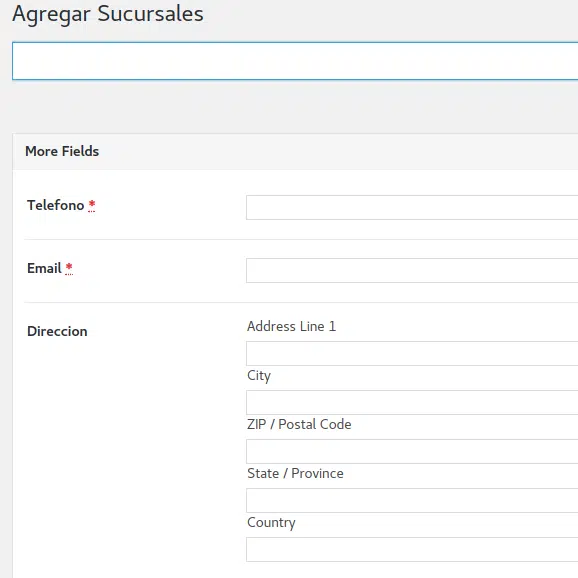 Agregar Sucursales
More Fields
Telefono *
Email *
Direccion
Address Line 1
City
ZIP / Postal Code
State / Province
Country